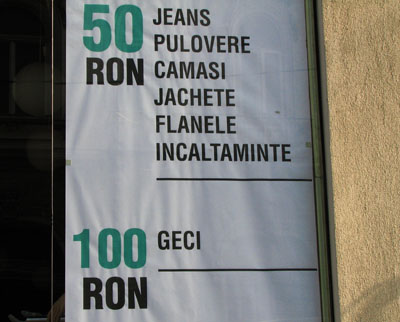 50 RON
JEANS
PULOVERE
CAMASI
JACHETE
FLANELE
INCALTAMINTE
100 RON
GECI